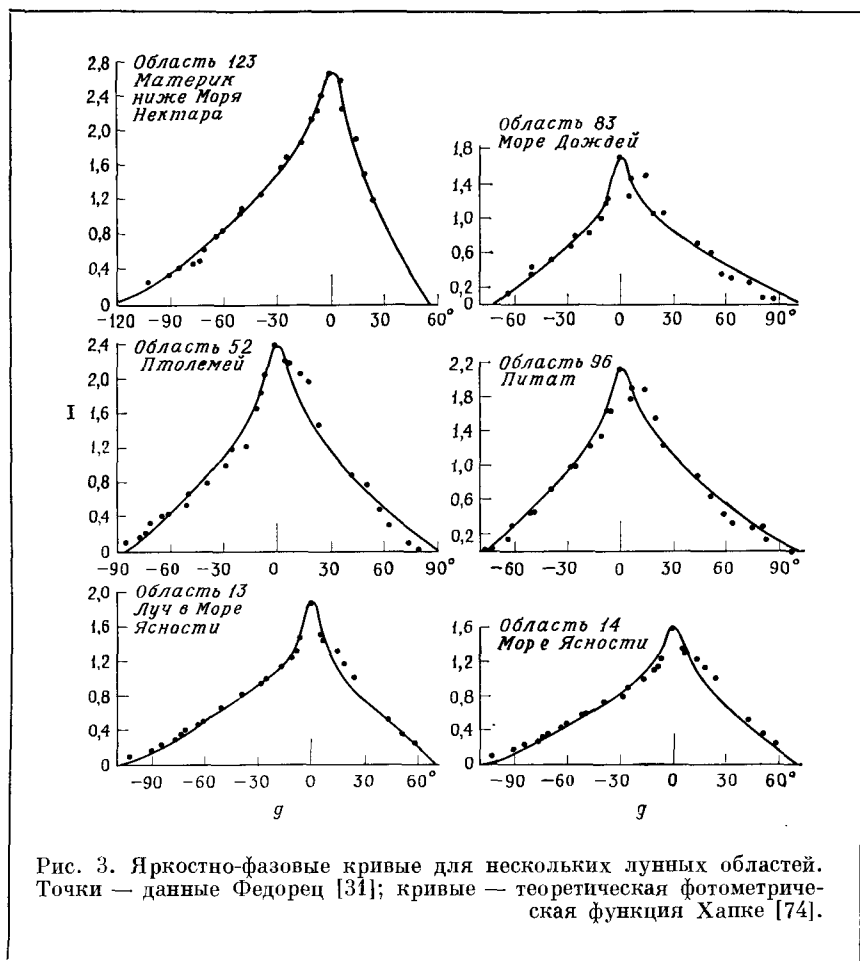 Область 123
Материк
ниже Моря
Нектара
2,8
2,4
2,0
1,6
1,2
0,8
0,4
0
-120 -90 -60 -30 0 30 60°
Область 83
Море Дождей
1,8
1,4
1,0
0,6
0,2
0
-60 -30 0 30 60 90°
Область 52
Птолемей
I
2,4
2,0
1,6
1,2
0,8
0,4
0
-90 -60 -30 0 30 60 90°
Область 96
Питат
2,2
1,8
1,4
1,0
0,6
0,2
0
-60 -30 0 30 60 90°
Область 13
Луч в Море
Ясности
2,0
1,6
1,2
0,8
0,4
0
-90 -60 -30 0 30 60°
g
Область 14
Море Ясности
1,6
1,2
0,8
0,4
0
-90 -60 -30 0 30 60°
g
Рис. 3. Яркостно-фазовые кривые для нескольких лунных областей.
Точки — данные Федорец [31]; кривые — теоретическая фотометриче-
ская функция Хапке [74].